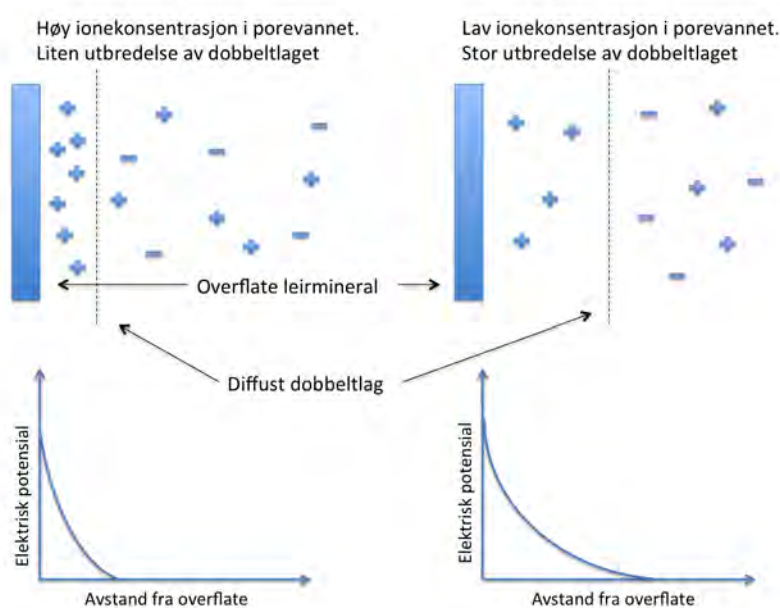 Høy ionekonsentrasjon i porevannet.
Liten utbredelse av dobbeltlaget
Lav ionekonsentrasjon i porevannet.
Stor utbredelse av dobbeltlaget
Overflate leirmineral
Diffust dobbeltlag
Elektrisk potensial
Avstand fra overflate
Elektrisk potensial
Avstand fra overflate